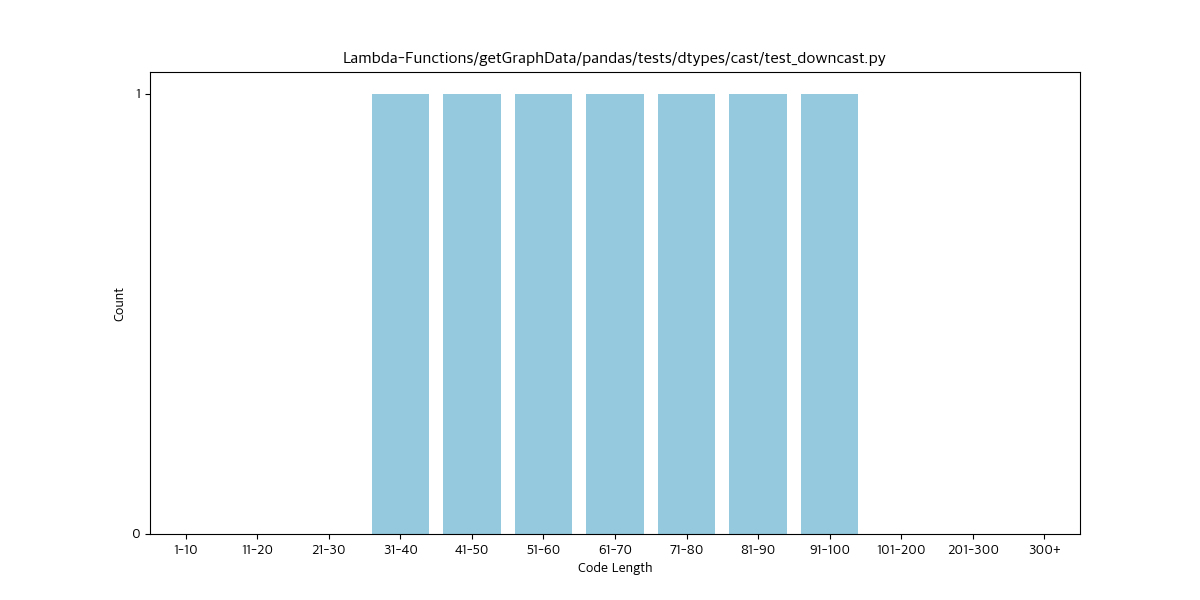 Lambda-Functions/getGraphData/pandas/tests/dtypes/cast/test_downcast.py
1
Count
0
1-10 11-20 21-30 31-40 41-50 51-60 61-70 71-80 81-90 91-100 101-200 201-300 300+
Code Length